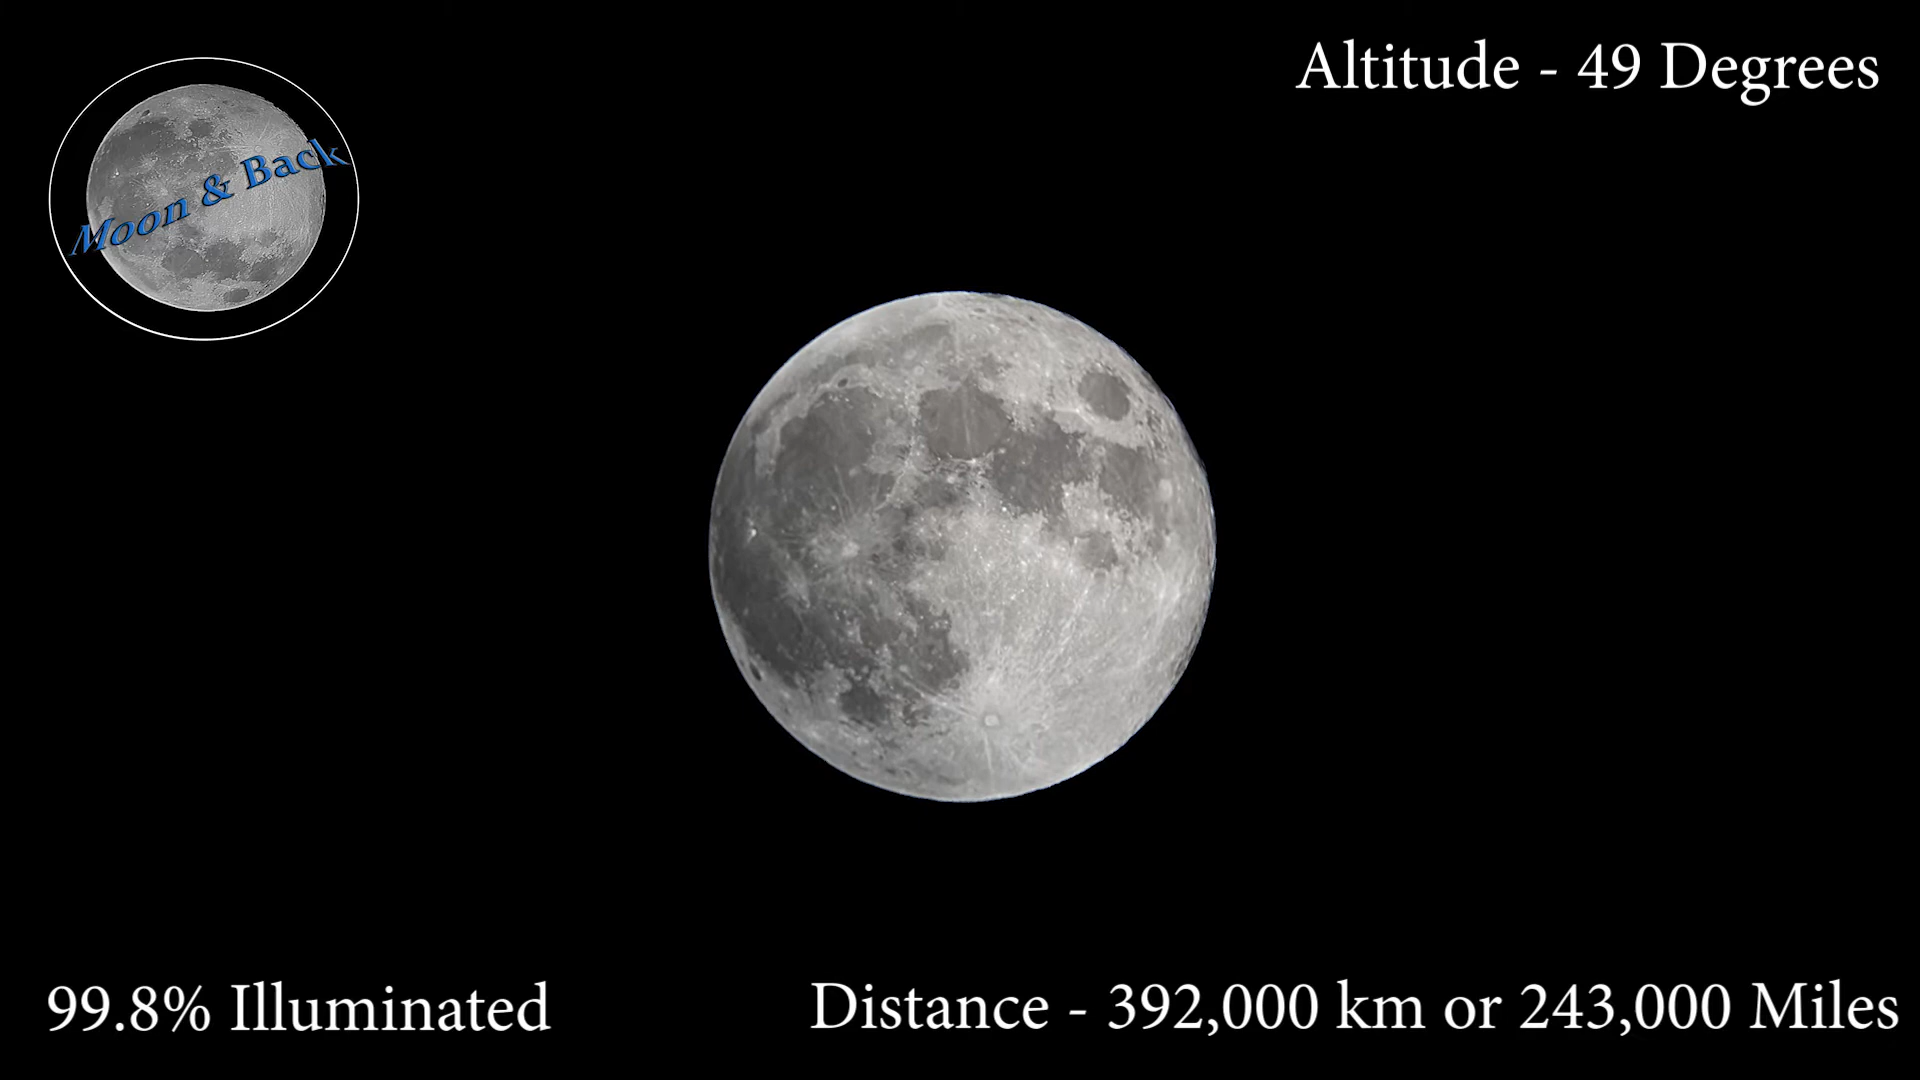 Altitude - 49 Degrees
Moon & Back
99.8% Illuminated
Distance - 392,000 km or 243,000 Miles